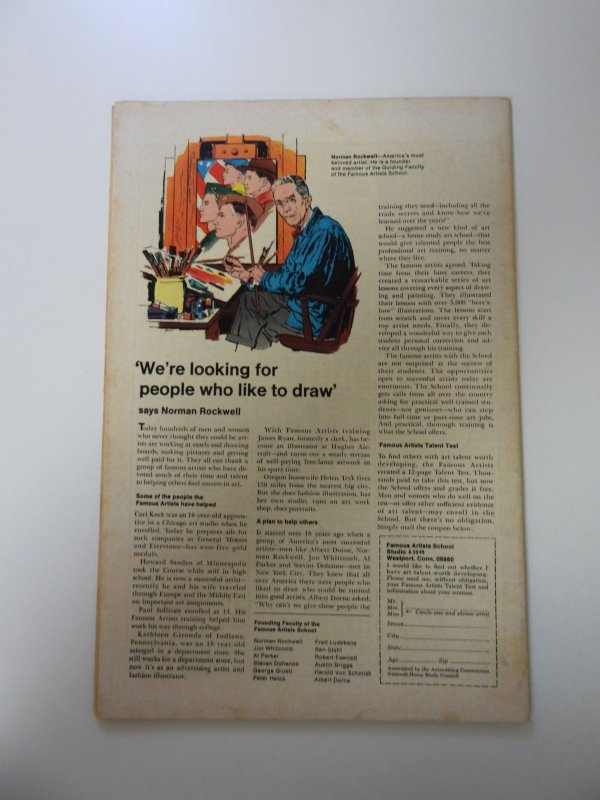 Norman Rockwell—America's most
beloved artist. He is a founder
and member of the Guiding Faculty
of the Famous Artists School.
'We're looking for
people who like to draw'
says Norman Rockwell
Today hundreds of men and women
who never thought they could be art-
ists are working at easels and drawing
boards, making pictures and getting
well paid for it. They all can thank a
group of famous artists who have de-
voted much of their time and talent
to helping others find success in art.
Some of the people the
Famous Artists have helped
Carl Kock was an 18-year-old appren-
tice in a Chicago art studio when he
enrolled. Today he prepares ads for
such companies as General Motors
and Firestone—has won five gold
medals.
Howard Sanden of Minneapolis
took the Course while still in high
school. He is now a successful artist—
recently he and his wife traveled
through Europe and the Middle East
on important art assignments.
Paul Sullivan enrolled at 14. His
Famous Artists training helped him
work his way through college.
Kathleen Gironda of Indiana,
Pennsylvania, was an 18-year-old
salesgirl in a department store. She
still works for a department store, but
now it's as an advertising artist and
fashion illustrator.
With Famous Artists training
James Ryan, formerly a clerk, has be-
come an illustrator at Hughes Air-
craft—and turns out a steady stream
of well paying free-lance artwork in
his spare time.
Oregon housewife Helen Tryk lives
150 miles from the nearest big city.
But she does fashion illustration, has
her own studio, runs an art work
shop, does portraits.
A plan to help others
It started over 18 years ago when a
group of America's most successful
artists—men like Albert Dorne, Nor-
man Rockwell, Jon Whitcomb, Al
Parker and Stevan Dohanos—met in
New York City. They knew that all
over America there were people who
liked to draw who could be turned
into good artists. Albert Dorne asked,
"Why can't we give these people the
Founding Faculty of the
Famous Artists School
Norman Rockwell
Jon Whitcomb
Al Parker
Stevan Dohanos
George Giusti
Peter Helck
Fred Ludekens
Ben Stahl
Robert Fawcett
Austin Briggs
Harold Von Schmidt
Albert Dorne
training they need—including all the
trade secrets and know-how we've
learned over the years?"
He suggested a new kind of art
school—a home study art school—that
would give talented people the best
professional art training, no matter
where they live.
The famous artists agreed. Taking
time from their busy careers, they
created a remarkable series of art
lessons covering every aspect of draw-
ing and painting. They illustrated
their lessons with over 5,000 "here's-
how" illustrations. The lessons start
from scratch and cover every skill a
top artist needs. Finally, they de-
veloped a wonderful way to give each
student personal correction and ad-
vice all through his training.
The famous artists with the School
are not surprised at the success of
their students. The opportunities
open to successful artists today are
enormous. The School continually
gets calls from all over the country
asking for practical well-trained stu-
dents—not geniuses—who can step
into full-time or part-time art jobs.
And practical, thorough training is
what the School offers.
Famous Artists Talent Test
To find others with art talent worth
developing, the Famous Artists
created a 12-page Talent Test. Thou-
sands paid to take this test, but now
the School offers and grades it free.
Men and women who do well on the
test—or offer other sufficient evidence
of art talent—may enroll in the
School. But there's no obligation.
Simply mail the coupon below.
Famous Artists School
Studio
Westport, Conn. 06880
I would like to find out whether I
have art talent worth developing.
Please send me, without obligation,
your Famous Artists Talent Test and
information about your courses.
Mr.
Mrs. ← Circle one and please print
Miss
Street
City
State
Age Zip
Accredited by the Accrediting Commission
National Home Study Council